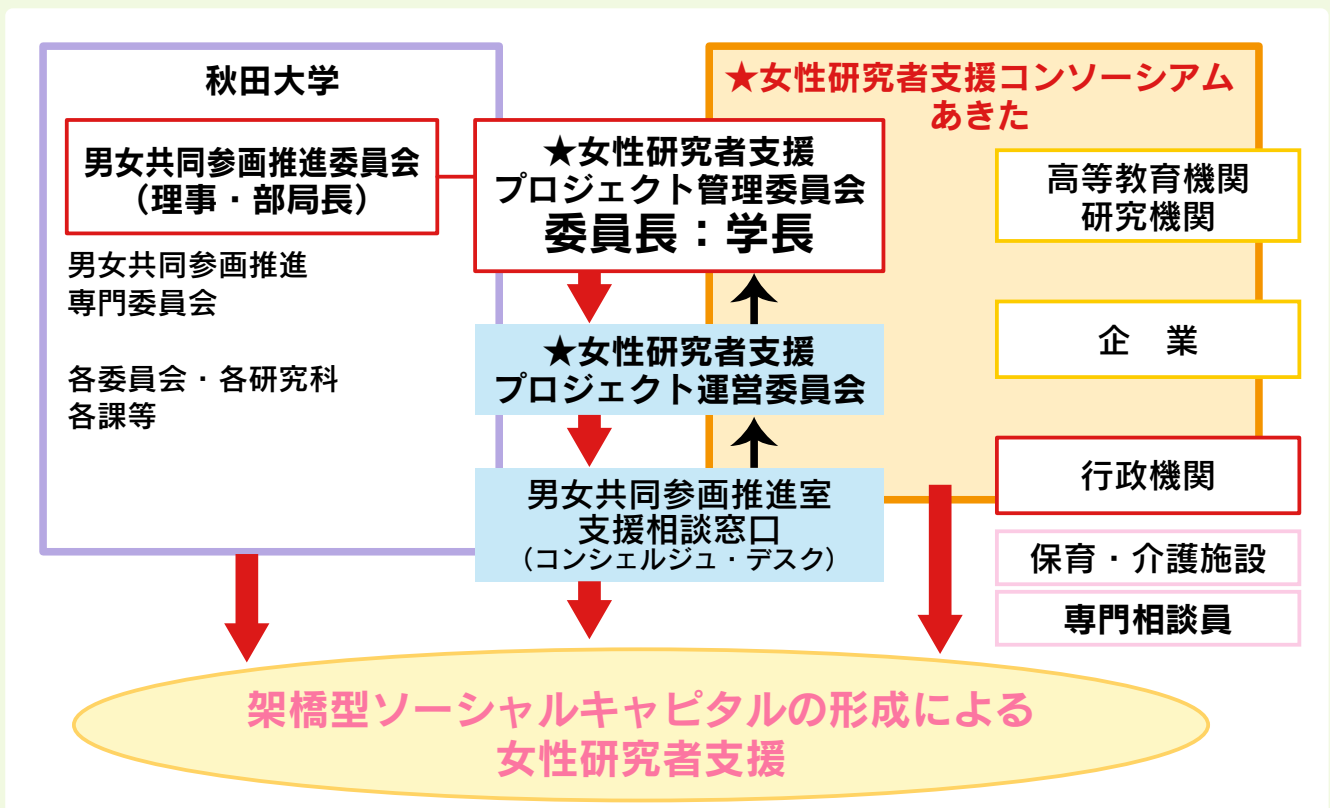 秋田大学
男女共同参画推進委員会
（理事・部局長）
男女共同参画推進
専門委員会
各委員会・各研究科
各課等
★女性研究者支援
プロジェクト管理委員会
委員長：学長
★女性研究者支援
プロジェクト運営委員会
男女共同参画推進室
支援相談窓口
（コンシェルジュ・デスク）
★女性研究者支援コンソーシアム
あきた
高等教育機関
研究機関
企　業
行政機関
保育・介護施設
専門相談員
架橋型ソーシャルキャピタルの形成による
女性研究者支援